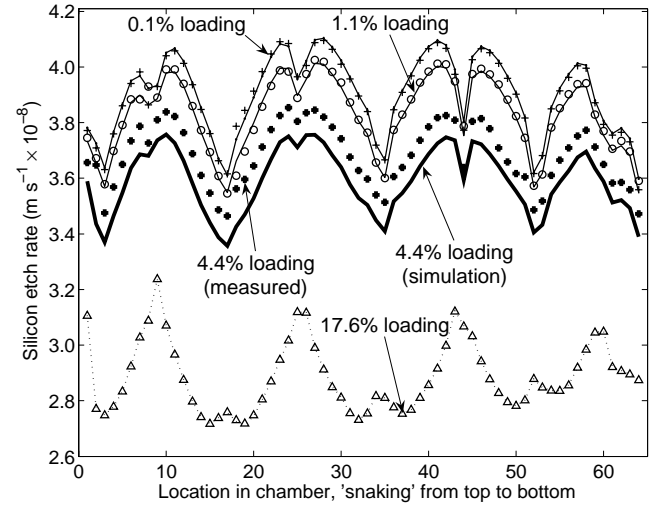 4.2
4.0
3.8
3.6
3.4
3.2
3.0
2.8
2.6
Silicon etch rate (m s⁻¹ × 10⁻⁸)
0.1% loading
1.1% loading
4.4% loading
(measured)
4.4% loading
(simulation)
17.6% loading
0 10 20 30 40 50 60
Location in chamber, 'snaking' from top to bottom